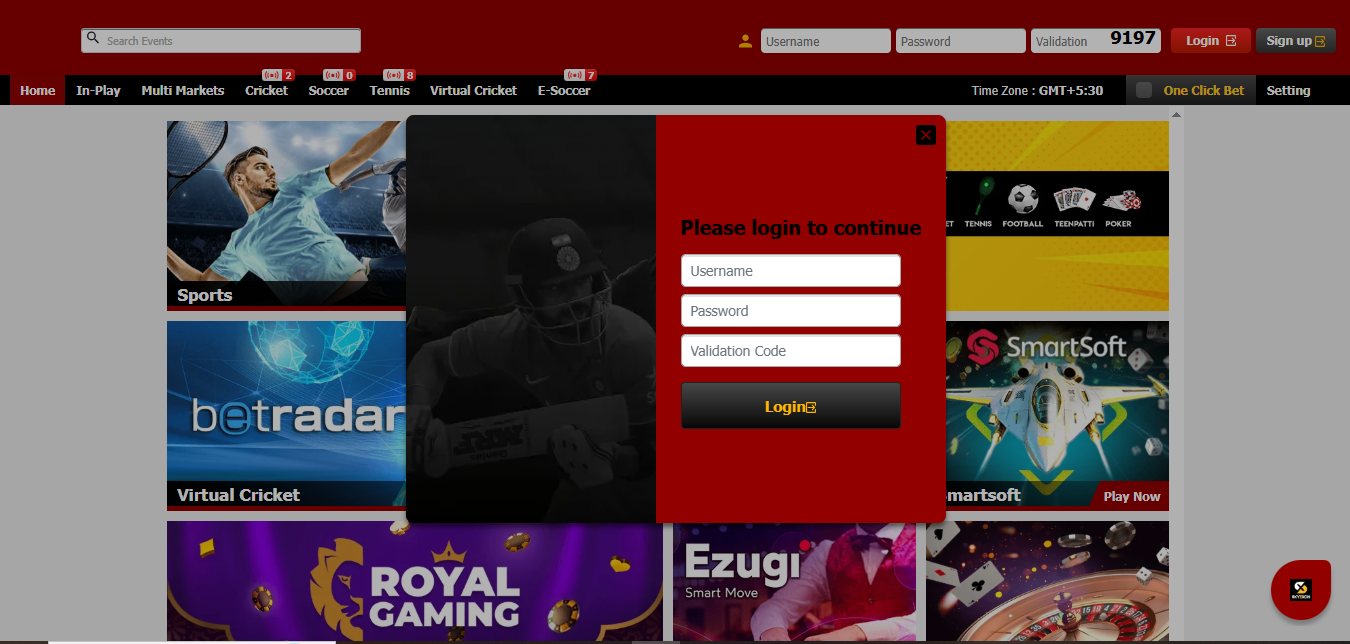 Search Events
Username
Password
Validation 9197
Login
Sign up
Home
In-Play
Multi Markets
Cricket 2
Soccer 0
Tennis 8
Virtual Cricket
E-Soccer 7
Time Zone : GMT+5:30
One Click Bet
Setting
Sports
Please login to continue
Username
Password
Validation Code
Login
TENNIS
FOOTBALL
TEENPATTI
POKER
betradar
Virtual Cricket
SmartSoft
martsoft
Play Now
ROYAL
GAMING
Ezugi
Smart Move